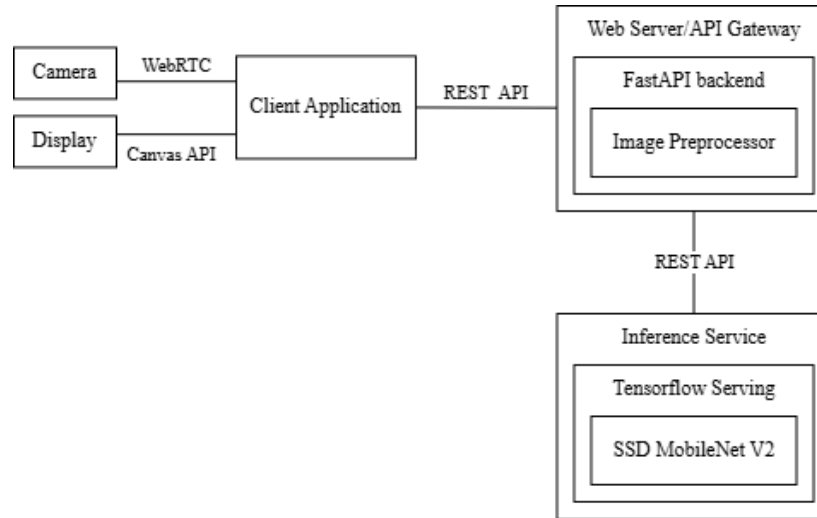 Web Server/API Gateway
Camera
WebRTC
Client Application
REST API
FastAPI backend
Display
Canvas API
Image Preprocessor
REST API
Inference Service
Tensorflow Serving
SSD MobileNet V2